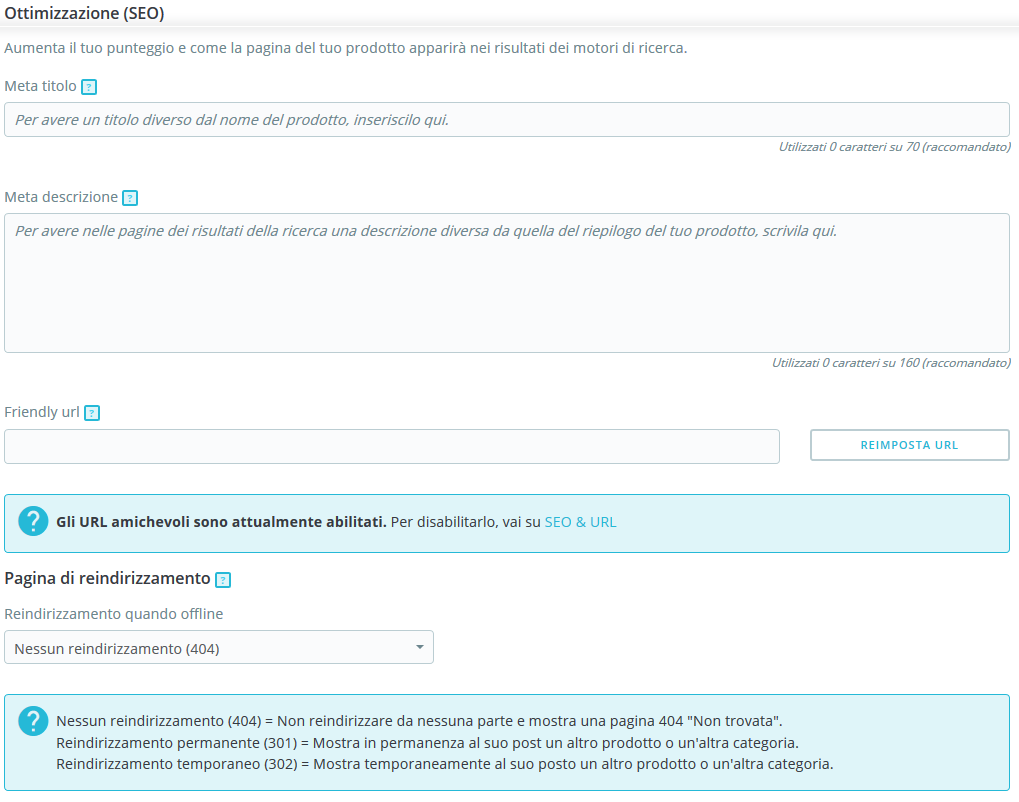 Ottimizzazione (SEO)
Aumenta il tuo punteggio e come la pagina del tuo prodotto apparirà nei risultati dei motori di ricerca.
Meta titolo ?
Per avere un titolo diverso dal nome del prodotto, inseriscilo qui.
Utilizzati 0 caratteri su 70 (raccomandato)
Meta descrizione ?
Per avere nelle pagine dei risultati della ricerca una descrizione diversa da quella del riepilogo del tuo prodotto, scrivila qui.
Utilizzati 0 caratteri su 160 (raccomandato)
Friendly url ?
REIMPOSTA URL
? Gli URL amichevoli sono attualmente abilitati. Per disabilitarlo, vai su SEO & URL
Pagina di reindirizzamento ?
Reindirizzamento quando offline
Nessun reindirizzamento (404)
? Nessun reindirizzamento (404) = Non reindirizzare da nessuna parte e mostra una pagina 404 "Non trovata".
Reindirizzamento permanente (301) = Mostra in permanenza al suo post un altro prodotto o un'altra categoria.
Reindirizzamento temporaneo (302) = Mostra temporaneamente al suo posto un altro prodotto o un'altra categoria.